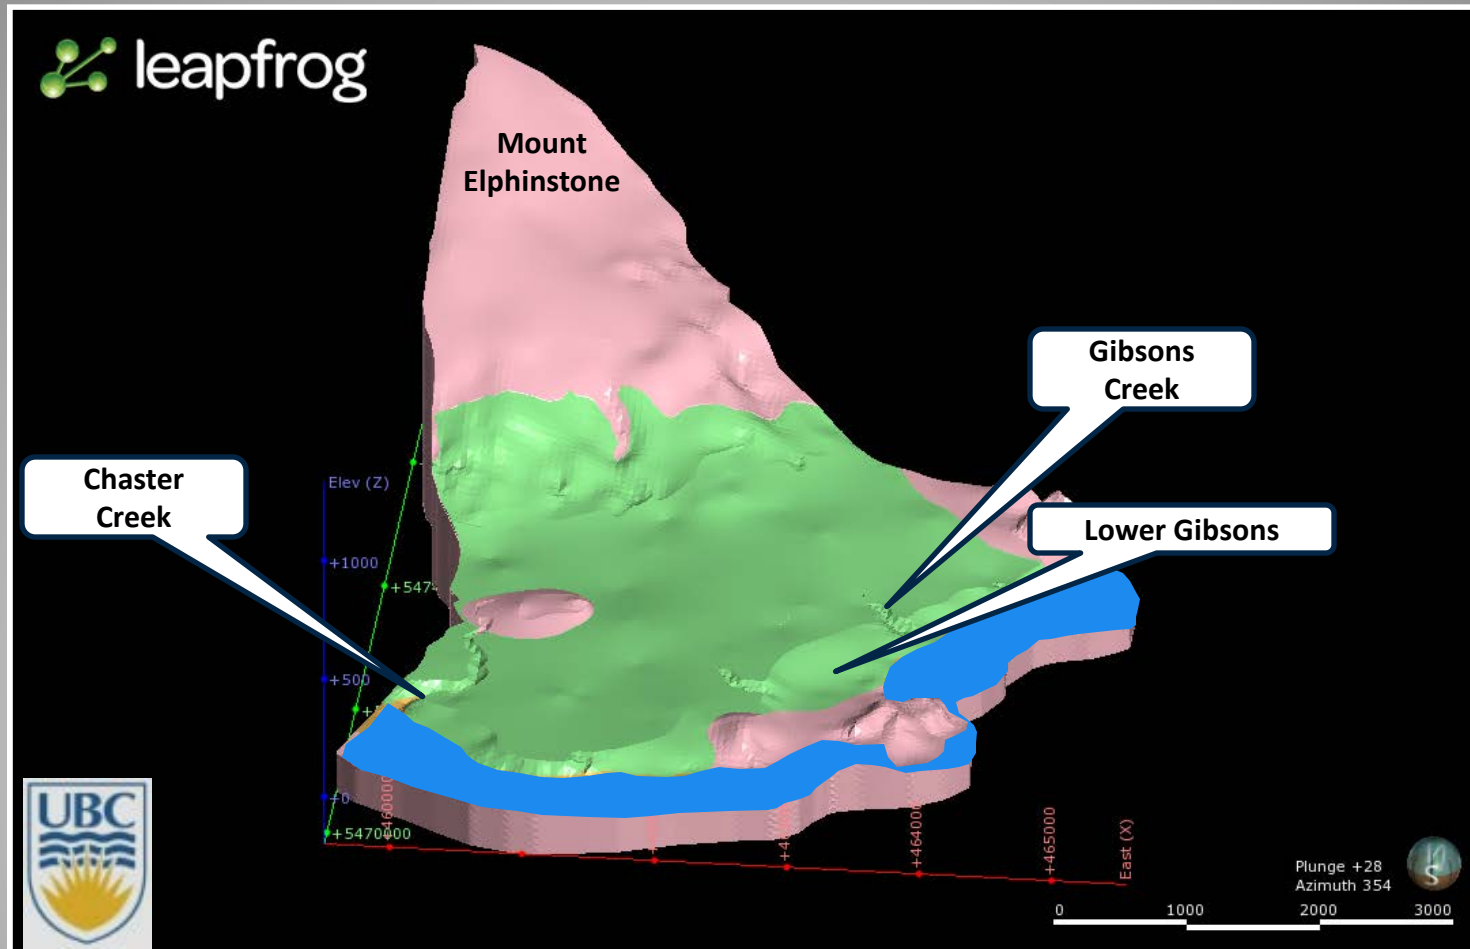 leapfrog
Mount
Elphinstone
Gibsons
Creek
Chaster
Creek
Lower Gibsons
Elev (Z)
+1000
+547
+500
+0
+5470000
+460000
+464000
+465000
East (X)
UBC
Plunge +28
Azimuth 354
S
0 1000 2000 3000